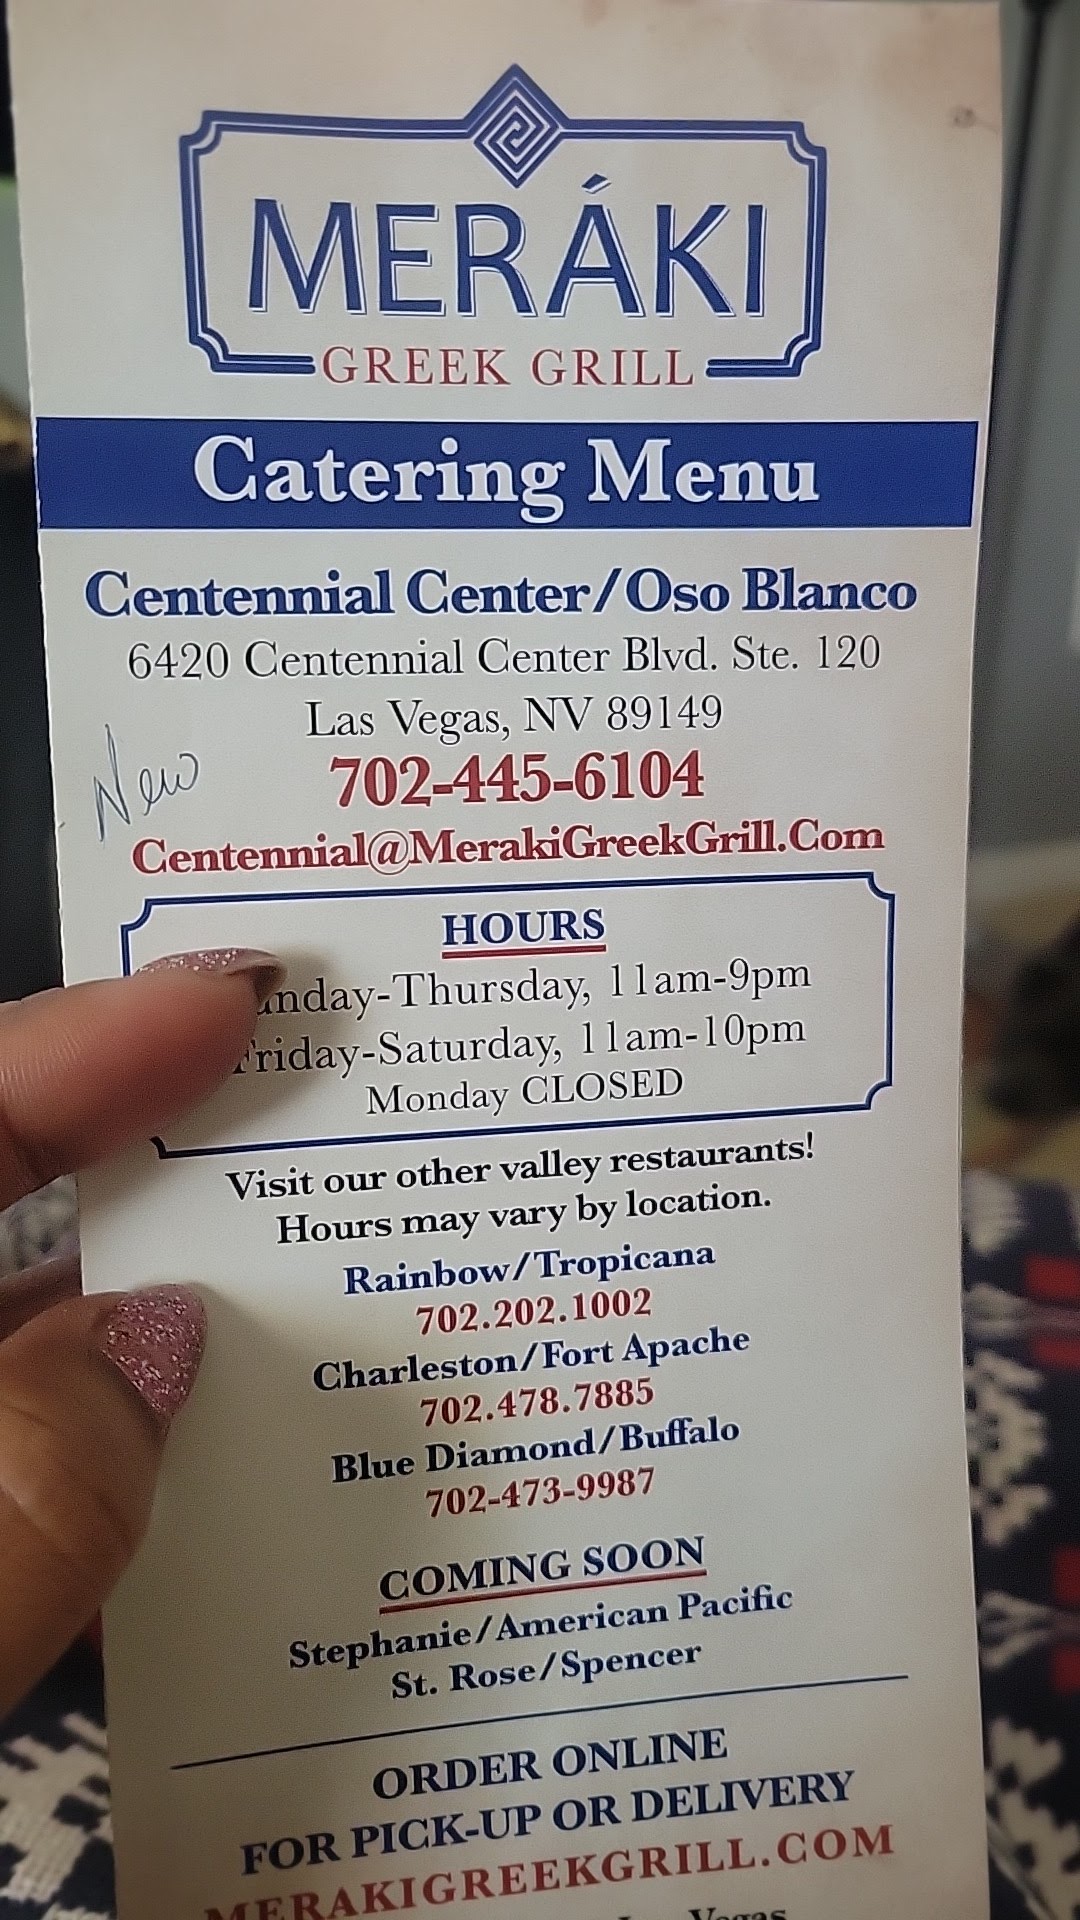 MERÁKI
GREEK GRILL
Catering Menu
Centennial Center/Oso Blanco
6420 Centennial Center Blvd. Ste. 120
Las Vegas, NV 89149
New
702-445-6104
Centennial@MerakiGreekGrill.Com
HOURS
-Thursday, 11am-9pm
Friday-Saturday, 11am-10pm
Monday CLOSED
Visit our other valley restaurants!
Hours may vary by location.
Rainbow/Tropicana
702.202.1002
Charleston/Fort Apache
702.478.7885
Blue Diamond/Buffalo
702-473-9987
COMING SOON
Stephanie/American Pacific
St. Rose/Spencer
ORDER ONLINE
FOR PICK-UP OR DELIVERY
MERAKIGREEKGRILL.COM
Vegas